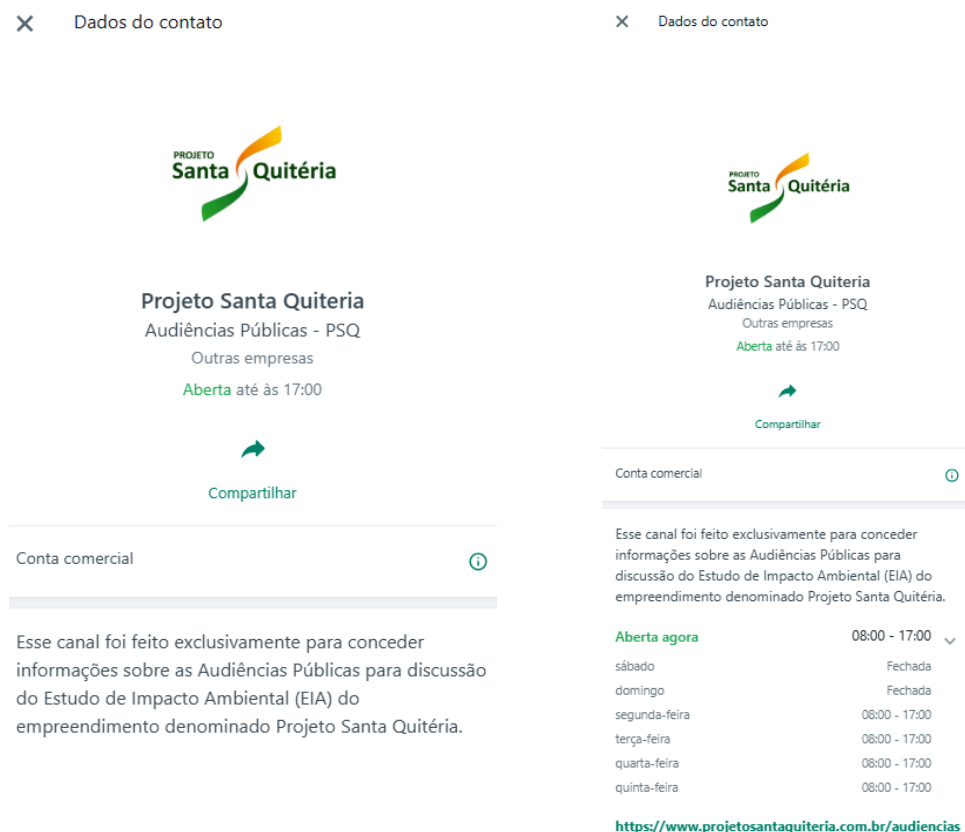 Dados do contato
PROJETO
Santa Quitéria
Projeto Santa Quiteria
Audiências Públicas - PSQ
Outras empresas
Aberta até às 17:00
Compartilhar
Conta comercial
Esse canal foi feito exclusivamente para conceder
informações sobre as Audiências Públicas para discussão
do Estudo de Impacto Ambiental (EIA) do
empreendimento denominado Projeto Santa Quitéria.
Dados do contato
PROJETO
Santa Quitéria
Projeto Santa Quiteria
Audiências Públicas - PSQ
Outras empresas
Aberta até às 17:00
Compartilhar
Conta comercial
Esse canal foi feito exclusivamente para conceder
informações sobre as Audiências Públicas para
discussão do Estudo de Impacto Ambiental (EIA) do
empreendimento denominado Projeto Santa Quitéria.
Aberta agora 08:00 - 17:00
sábado Fechada
domingo Fechada
segunda-feira 08:00 - 17:00
terça-feira 08:00 - 17:00
quarta-feira 08:00 - 17:00
quinta-feira 08:00 - 17:00
https://www.projetosantaquiteria.com.br/audiencias